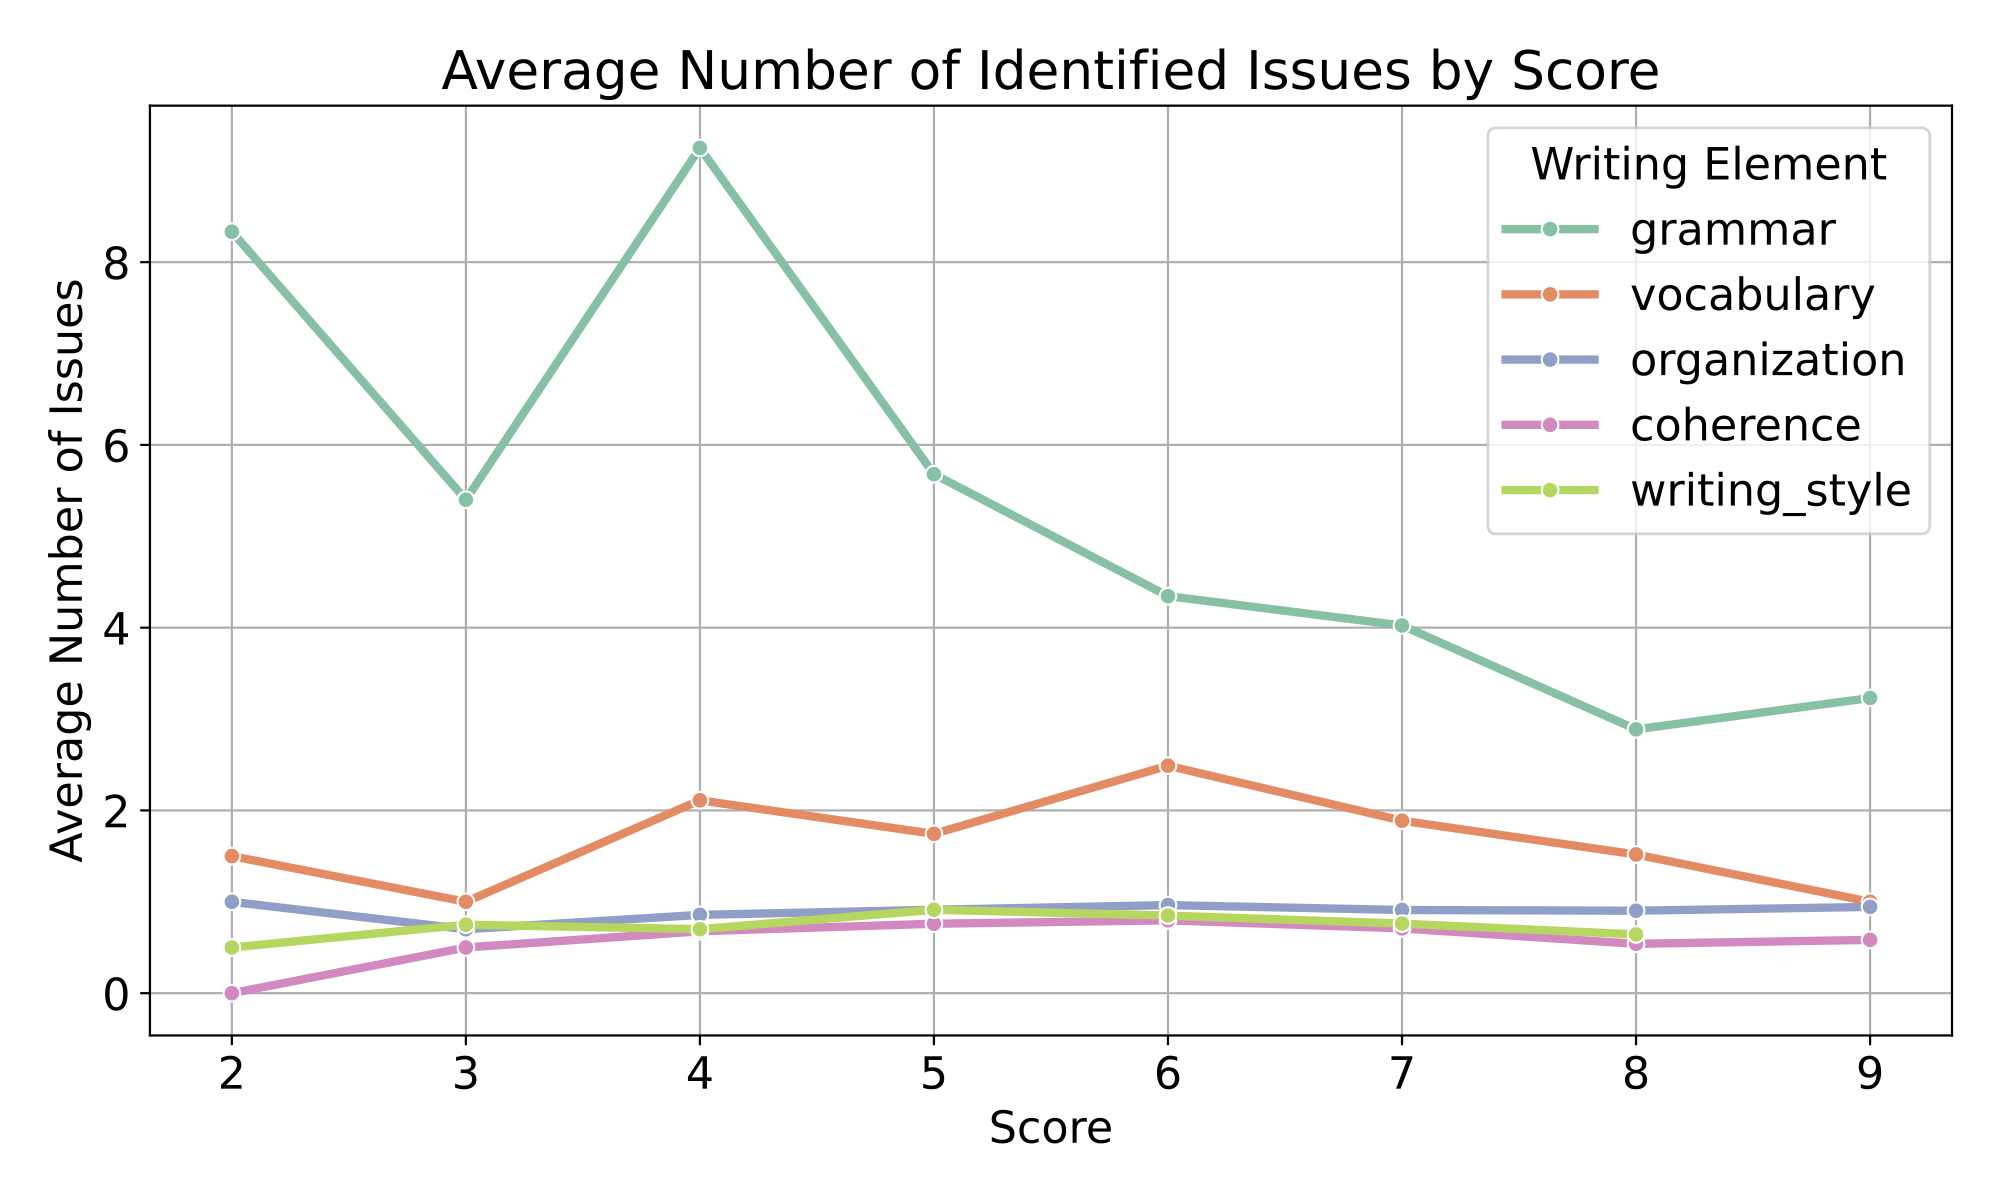 Average Number of Identified Issues by Score
Average Number of Issues
8
6
4
2
0
Writing Element
grammar
vocabulary
organization
coherence
writing_style
2 3 4 5 6 7 8 9
Score